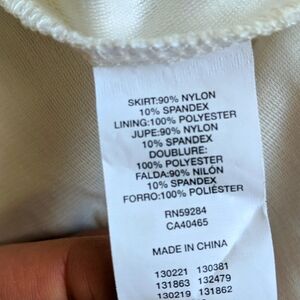 SKIRT:90% NYLON
10% SPANDEX
LINING:100% POLYESTER
JUPE:90% NYLON
10% SPANDEX
DOUBLURE:
100% POLYESTER
FALDA:90% NILÓN
10% SPANDEX
FORRO:100% POLIÉSTER
RN59284
CA40465
MADE IN CHINA
130221 130381
131863 132479
130219 131862